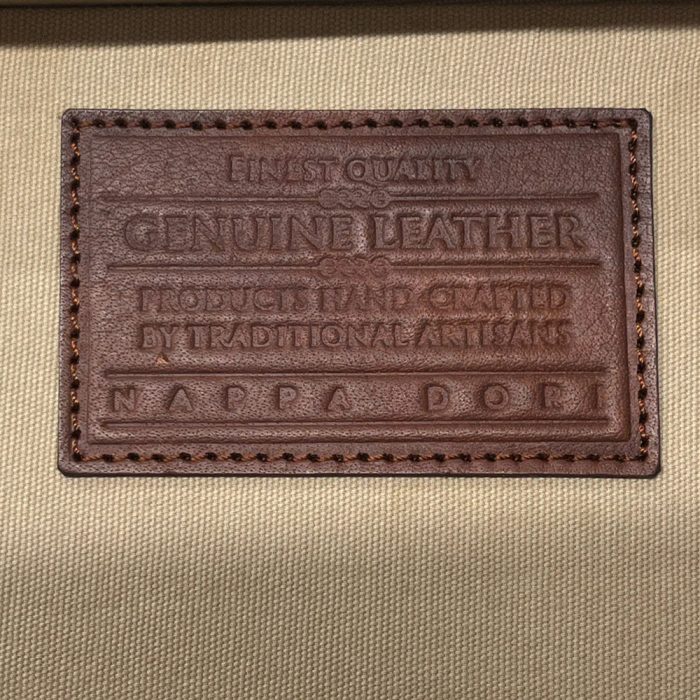 FINEST QUALITY
GENUINE LEATHER
PRODUCTS HAND CRAFTED
BY TRADITIONAL ARTISANS
NAPPA DORI